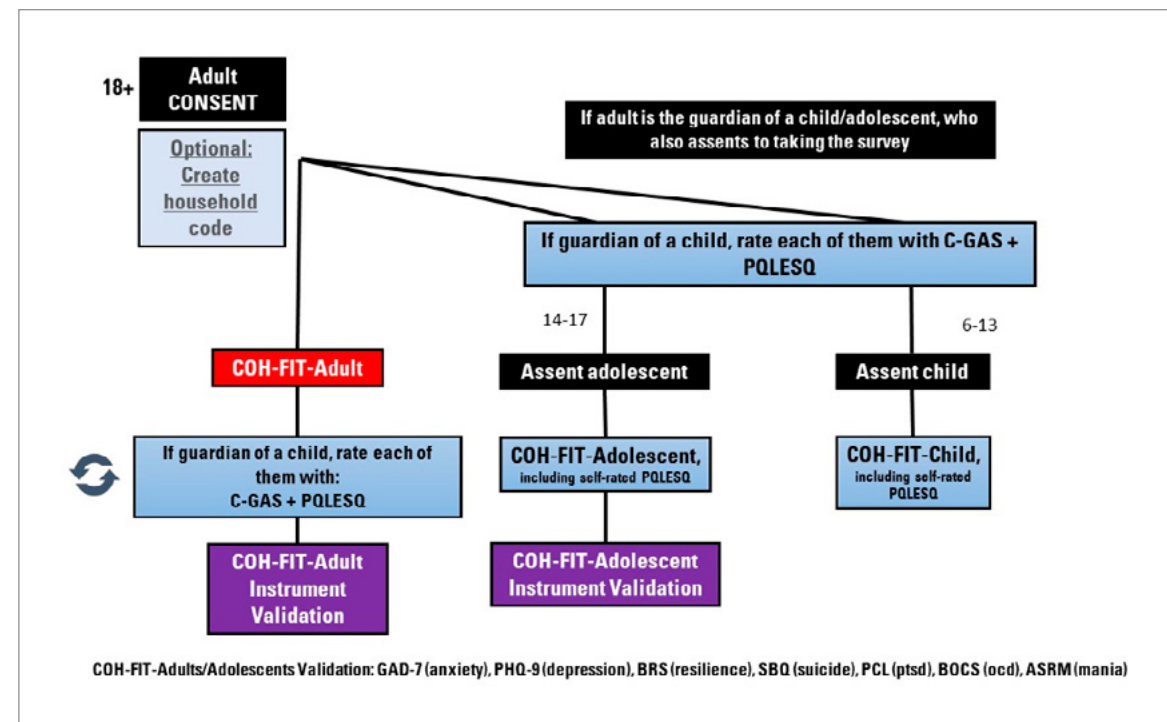 18+
Adult
CONSENT
Optional:
Create
household
code
If adult is the guardian of a child/adolescent, who
also assents to taking the survey
If guardian of a child, rate each of them with C-GAS +
PQLESQ
14-17
6-13
COH-FIT-Adult
Assent adolescent
Assent child
If guardian of a child, rate each of
them with:
C-GAS + PQLESQ
COH-FIT-Adolescent,
including self-rated PQLESQ
COH-FIT-Child,
including self-rated
PQLESQ
COH-FIT-Adult
Instrument
Validation
COH-FIT-Adolescent
Instrument Validation
COH-FIT-Adults/Adolescents Validation: GAD-7 (anxiety), PHQ-9 (depression), BRS (resilience), SBQ (suicide), PCL (ptsd), BOCS (ocd), ASRM (mania)